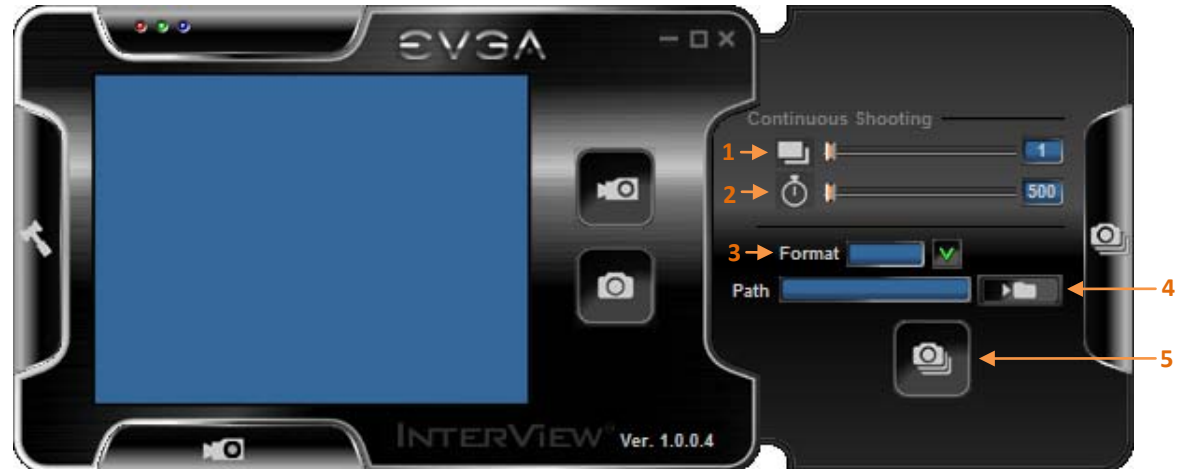 EVGA
Continuous Shooting
1 1
2 500
3 Format
Path 4
5
INTERVIEW® Ver. 1.0.0.4